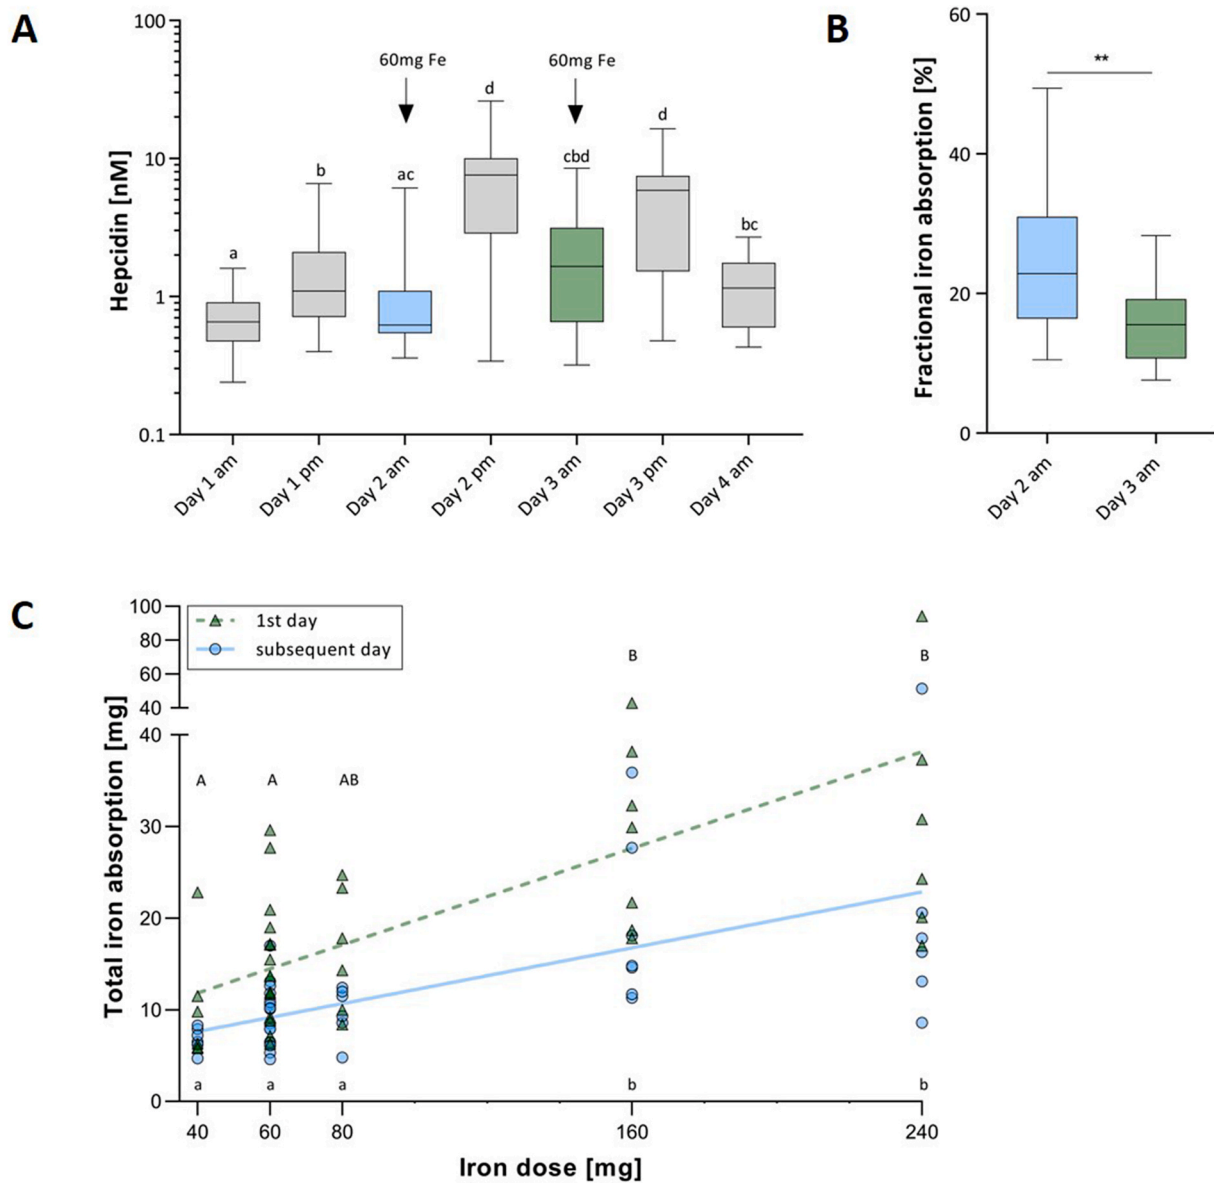 A
Hepcidin [nM]
100
10
1
0.1
60mg Fe
60mg Fe
a
b
ac
d
cbd
d
bc
Day 1 am
Day 1 pm
Day 2 am
Day 2 pm
Day 3 am
Day 3 pm
Day 4 am
B
Fractional iron absorption [%]
60
40
20
0
**
Day 2 am
Day 3 am
C
Total iron absorption [mg]
100
80
60
40
40
30
20
10
0
1st day
subsequent day
A
A
AB
B
B
a
a
a
b
b
40
60
80
160
240
Iron dose [mg]